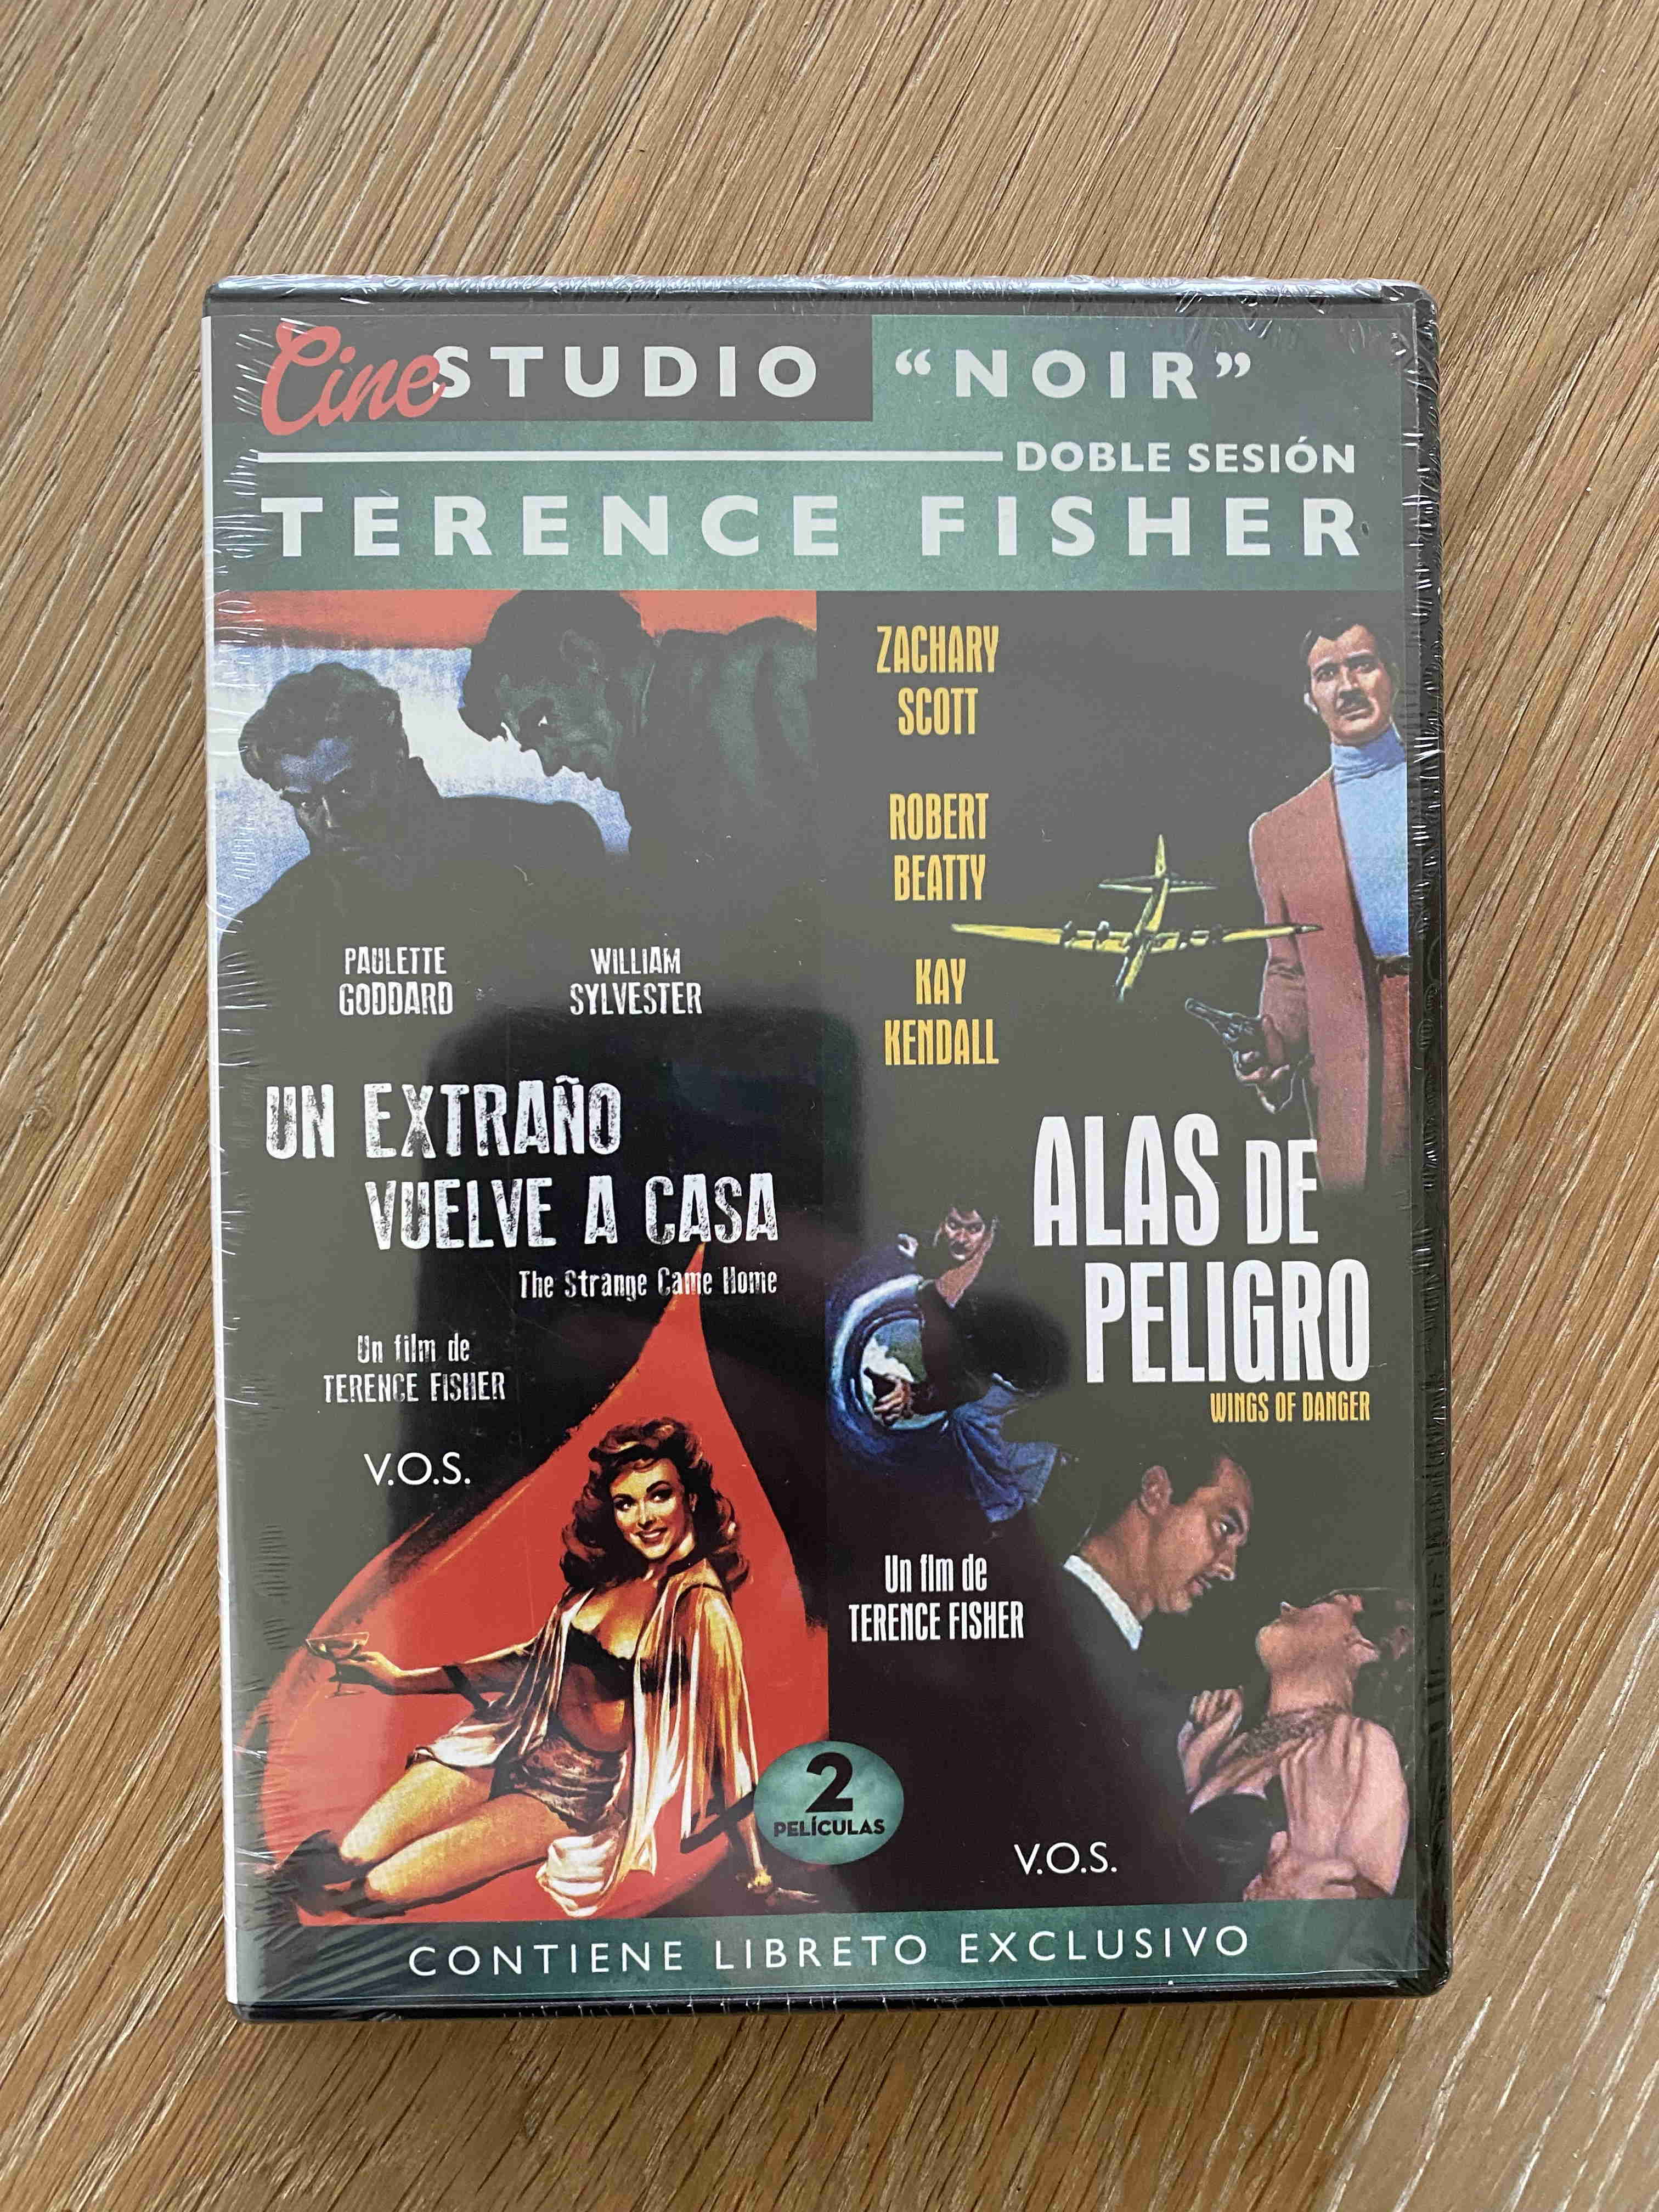 Cine STUDIO "NOIR"
DOBLE SESIÓN
TERENCE FISHER
PAULETTE
GODDARD
WILLIAM
SYLVESTER
UN EXTRAÑO
VUELVE A CASA
The Strange Came Home
Un film de
TERENCE FISHER
V.O.S.
ZACHARY
SCOTT
ROBERT
BEATTY
KAY
KENDALL
ALAS DE
PELIGRO
WINGS OF DANGER
Un flm de
TERENCE FISHER
V.O.S.
2
PELÍCULAS
CONTIENE LIBRETO EXCLUSIVO